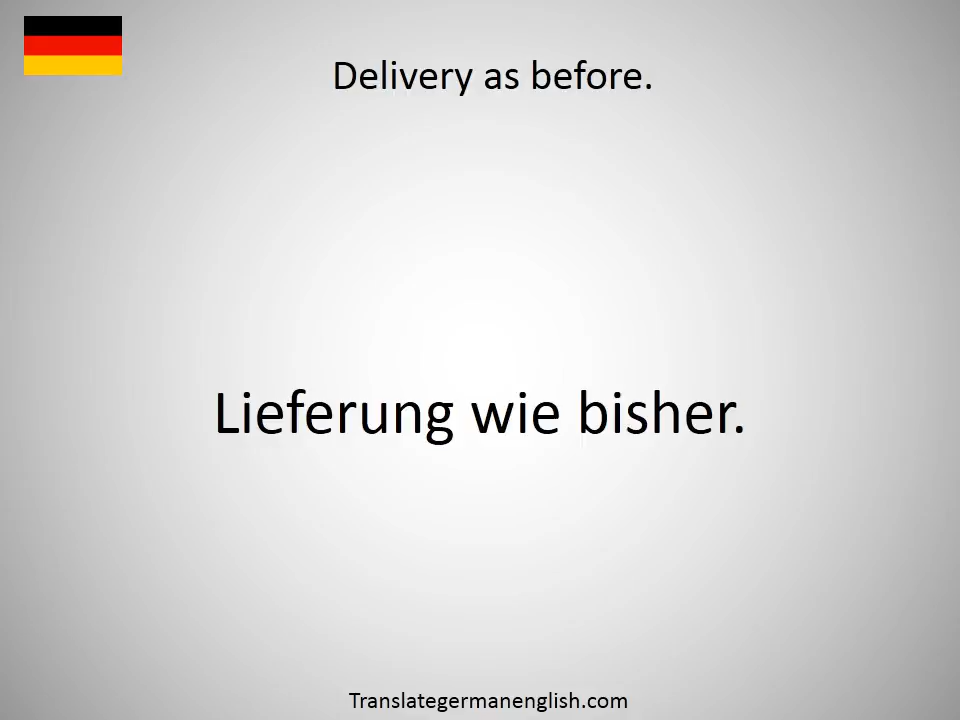 Delivery as before.
Lieferung wie bisher.
Translategermanenglish.com